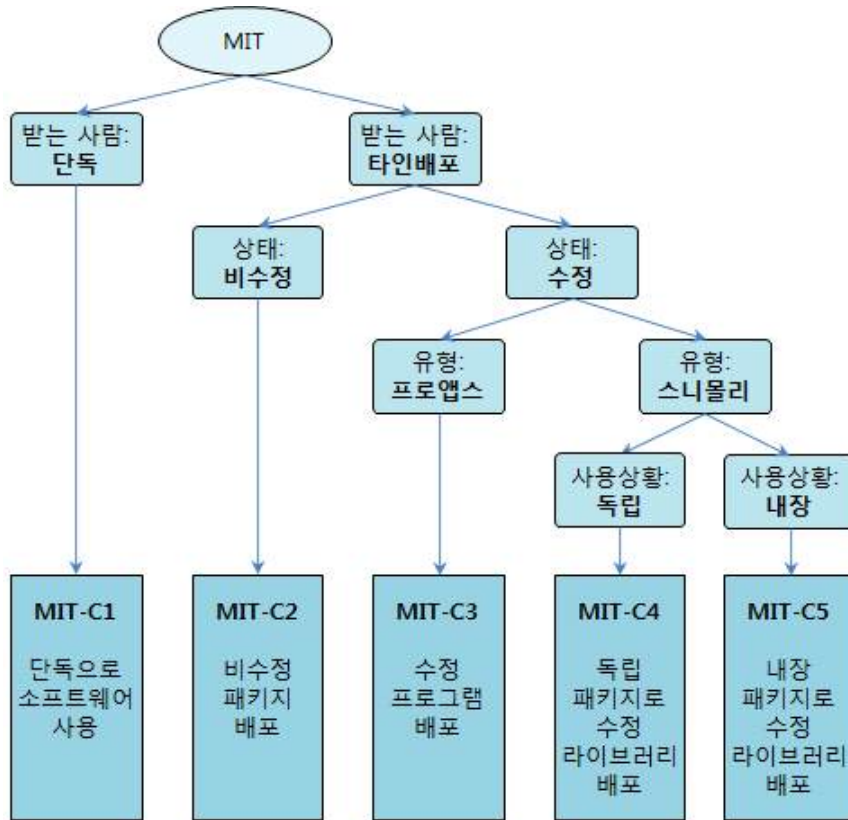 MIT
받는 사람:
단독
받는 사람:
타인배포
상태:
비수정
상태:
수정
유형:
프로앱스
유형:
스니몰리
사용상황:
독립
사용상황:
내장
MIT-C1
단독으로
소프트웨어
사용
MIT-C2
비수정
패키지
배포
MIT-C3
수정
프로그램
배포
MIT-C4
독립
패키지로
수정
라이브러리
배포
MIT-C5
내장
패키지로
수정
라이브러리
배포